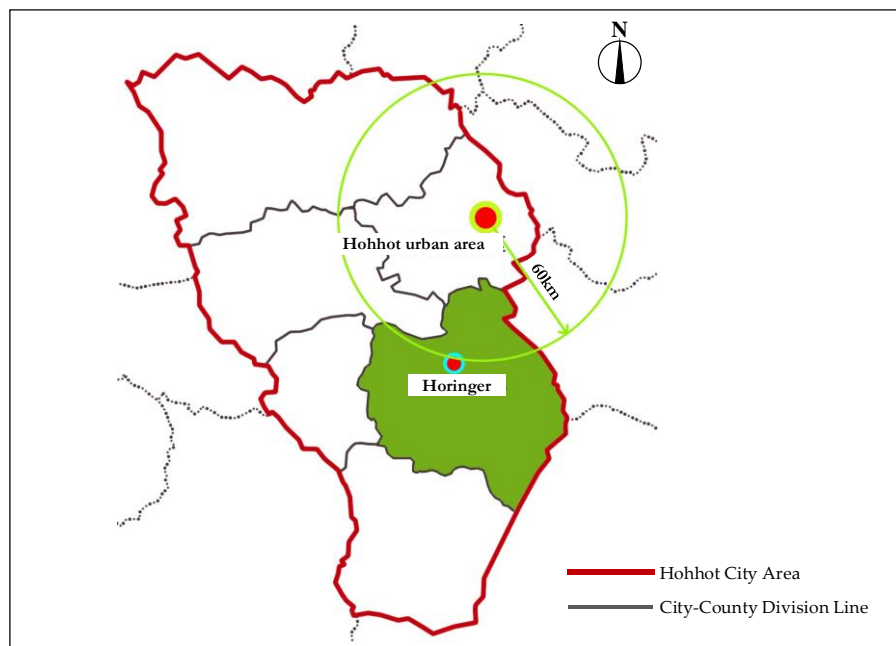 N
Hohhot urban area
60km
Horinger
Hohhot City Area
City-County Division Line